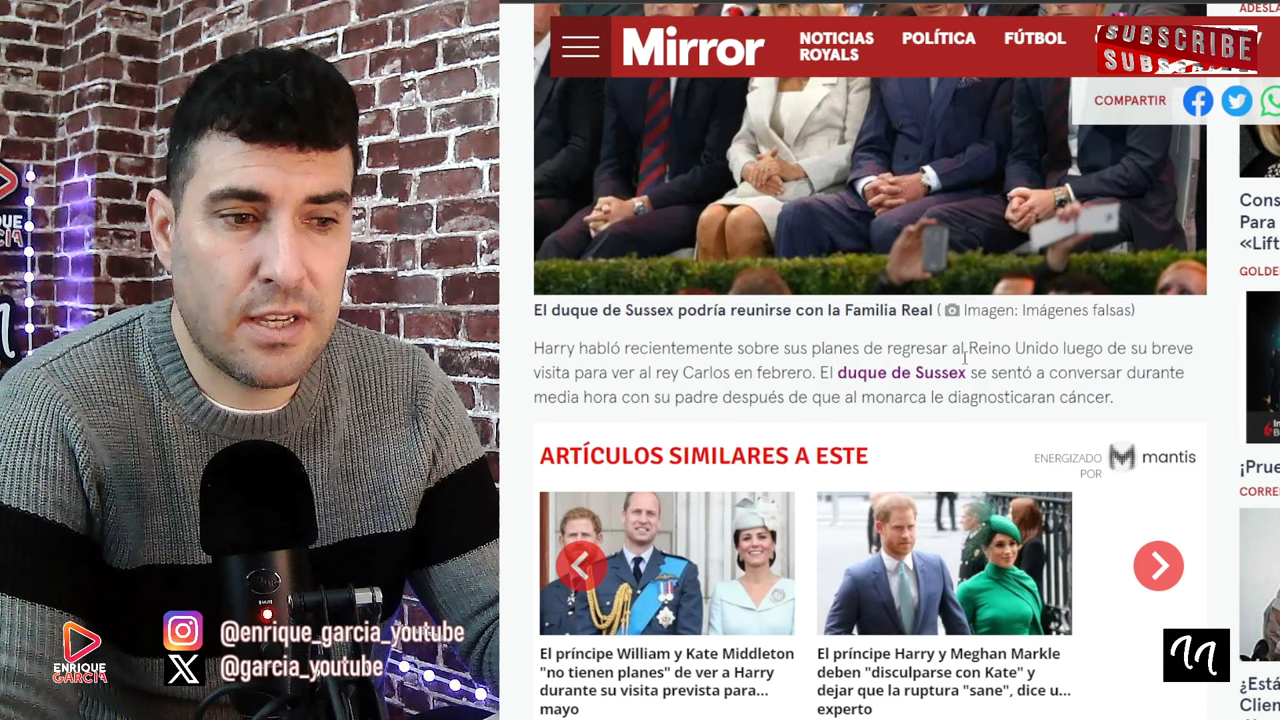 Mirror
NOTICIAS
ROYALS
POLÍTICA
FÚTBOL
SUBSCRIBE
COMPARTIR
El duque de Sussex podría reunirse con la Familia Real ( Imagen: Imágenes falsas)
Harry habló recientemente sobre sus planes de regresar al Reino Unido luego de su breve
visita para ver al rey Carlos en febrero. El duque de Sussex se sentó a conversar durante
media hora con su padre después de que al monarca le diagnosticaran cáncer.
ARTÍCULOS SIMILARES A ESTE
ENERGIZADO
POR
mantis
El príncipe William y Kate Middleton
"no tienen planes" de ver a Harry
durante su visita prevista para...
mayo
El príncipe Harry y Meghan Markle
deben "disculparse con Kate" y
dejar que la ruptura "sane", dice u...
experto
Cons
Para
«Lift
GOLDE
¡Prue
CORRE
¿Está
Clien
ENRIQUE
GARCIA
@enrique_garcia_youtube
@garcia_youtube